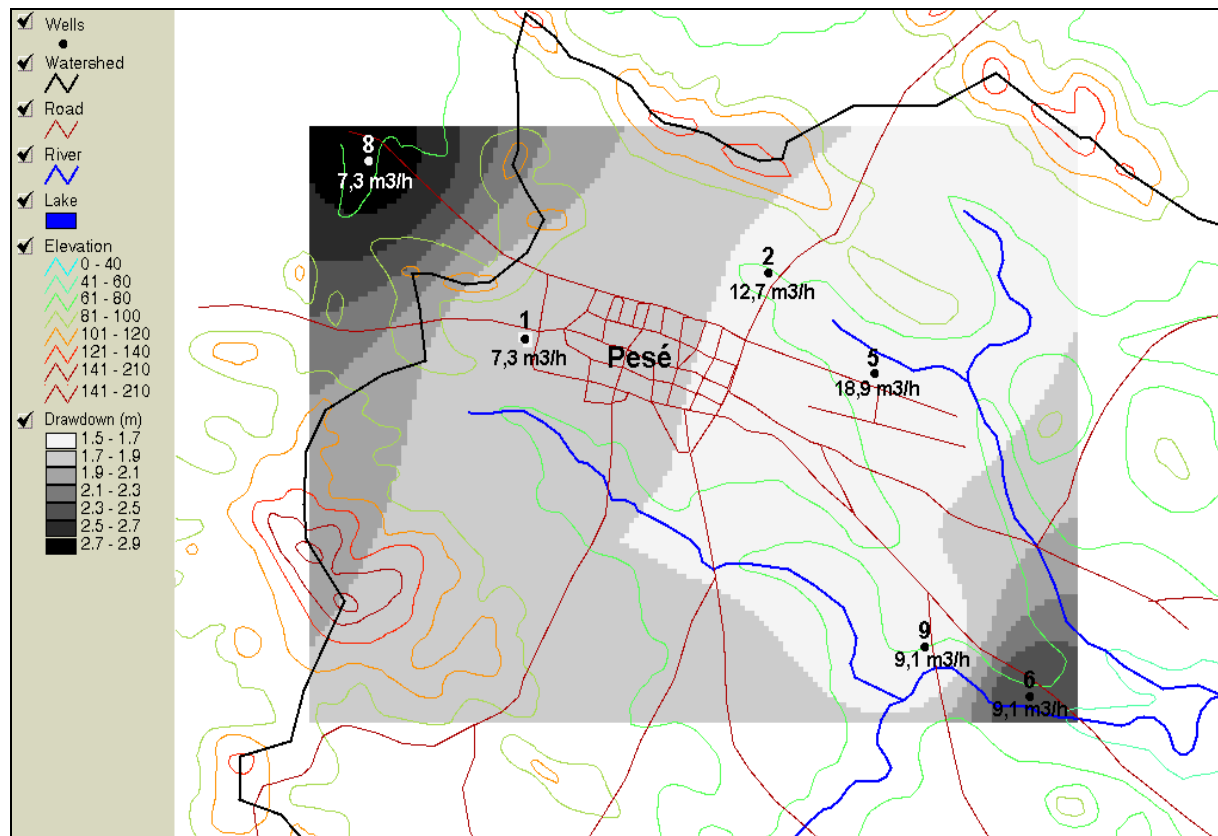 Wells
Watershed
Road
River
Lake
Elevation
0 - 40
41 - 60
61 - 80
81 - 100
101 - 120
121 - 140
141 - 210
141 - 210
Drawdown (m)
1.5 - 1.7
1.7 - 1.9
1.9 - 2.1
2.1 - 2.3
2.3 - 2.5
2.5 - 2.7
2.7 - 2.9
8
7,3 m3/h
2
12,7 m3/h
1
7,3 m3/h
Pesé
5
18,9 m3/h
9
9,1 m3/h
6
9,1 m3/h